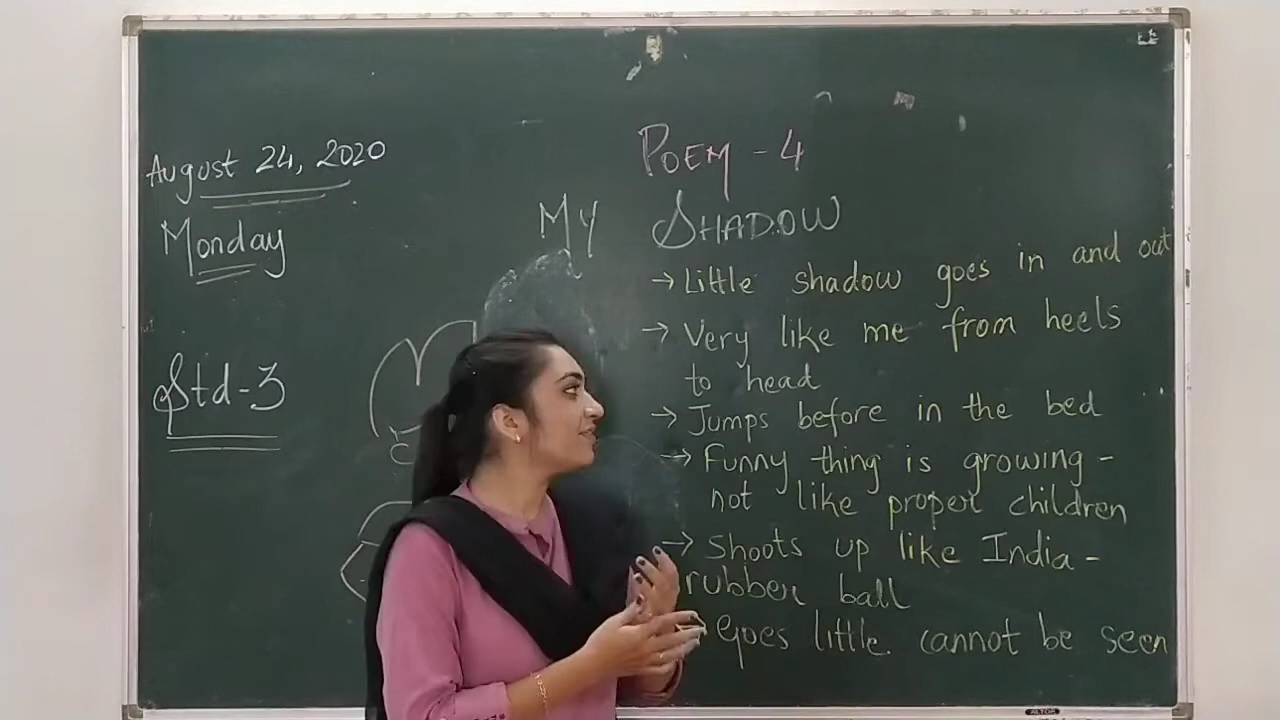 August 24, 2020
Monday
Std-3
Poem - 4
My Shadow
→ Little shadow goes in and out
→ Very like me from heels
to head
→ Jumps before in the bed
→ Funny thing is growing -
not like proper children
→ Shoots up like India -
rubber ball
→ Goes little. cannot be seen